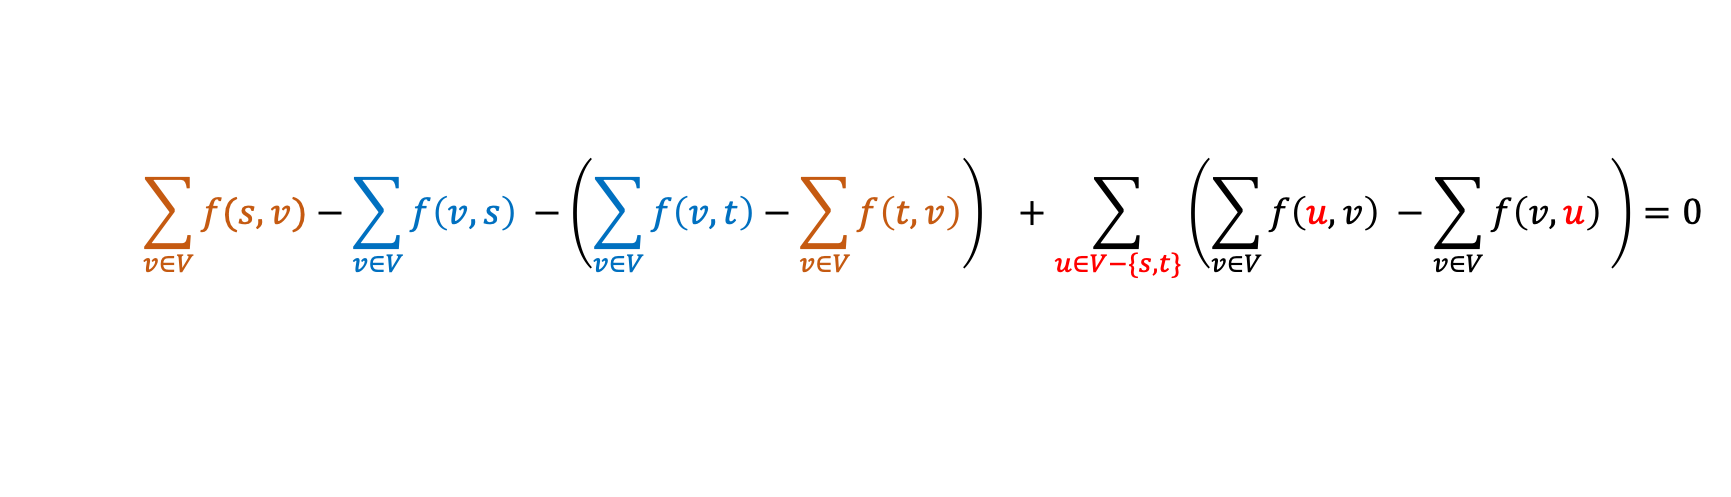 ∑_{v∈V} f(s,v) − ∑_{v∈V} f(v,s) − (∑_{v∈V} f(v,t) − ∑_{v∈V} f(t,v)) + ∑_{u∈V−{s,t}} (∑_{v∈V} f(u,v) − ∑_{v∈V} f(v,u)) = 0